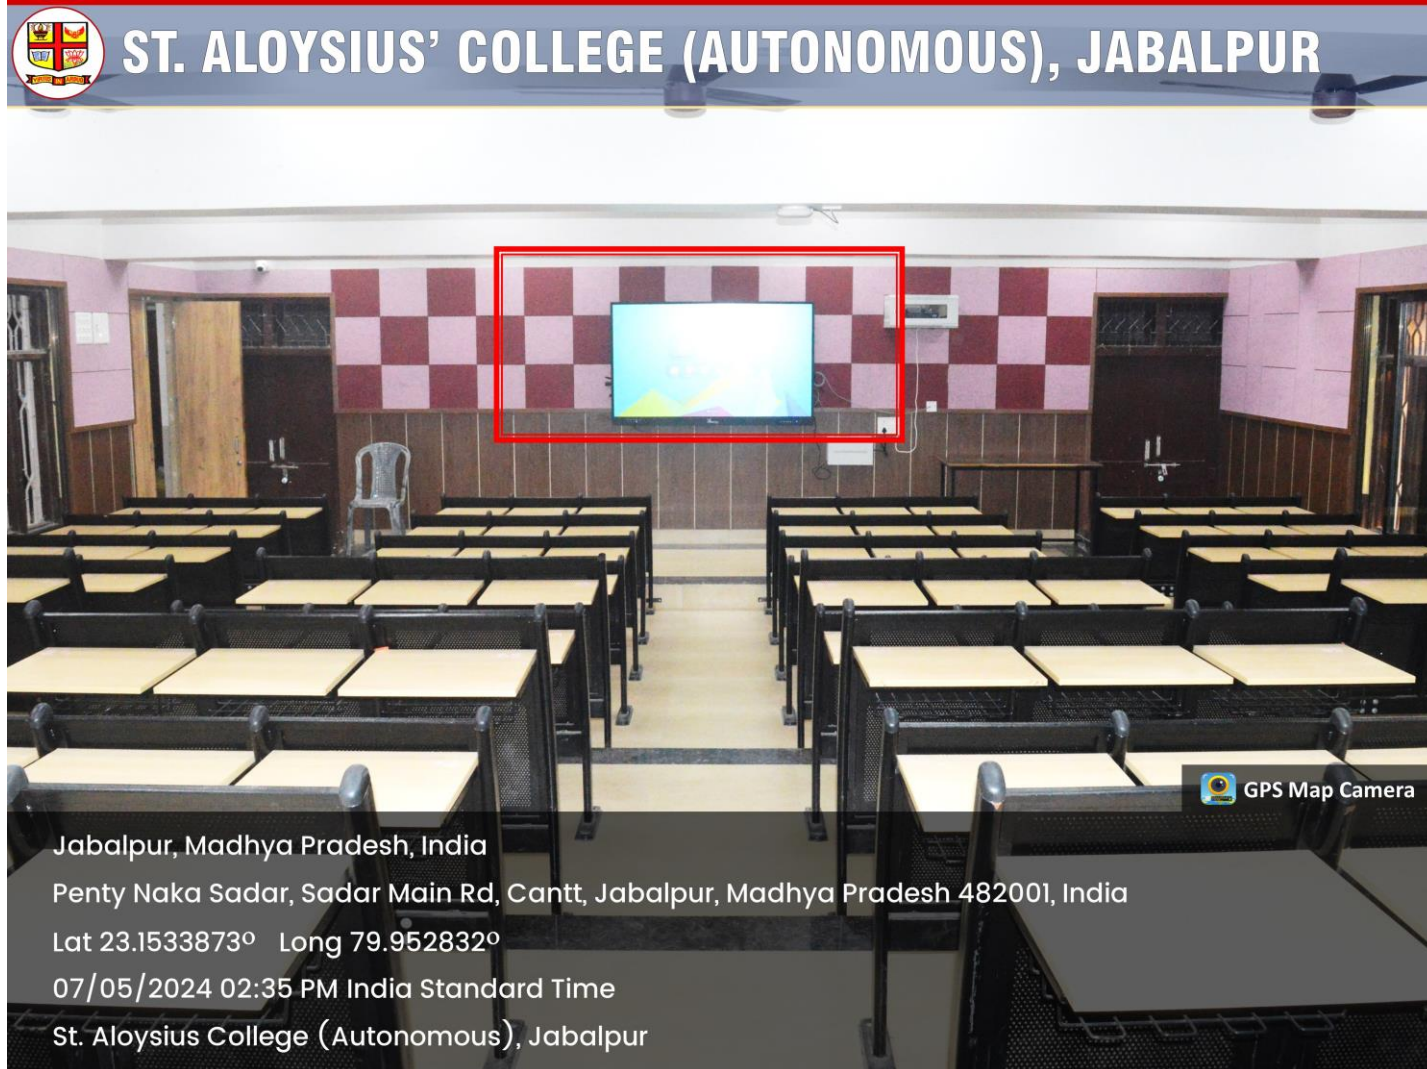 ST. ALOYSIUS' COLLEGE (AUTONOMOUS), JABALPUR
GPS Map Camera
Jabalpur, Madhya Pradesh, India
Penty Naka Sadar, Sadar Main Rd, Cantt, Jabalpur, Madhya Pradesh 482001, India
Lat 23.1533873º Long 79.952832º
07/05/2024 02:35 PM India Standard Time
St. Aloysius College (Autonomous), Jabalpur